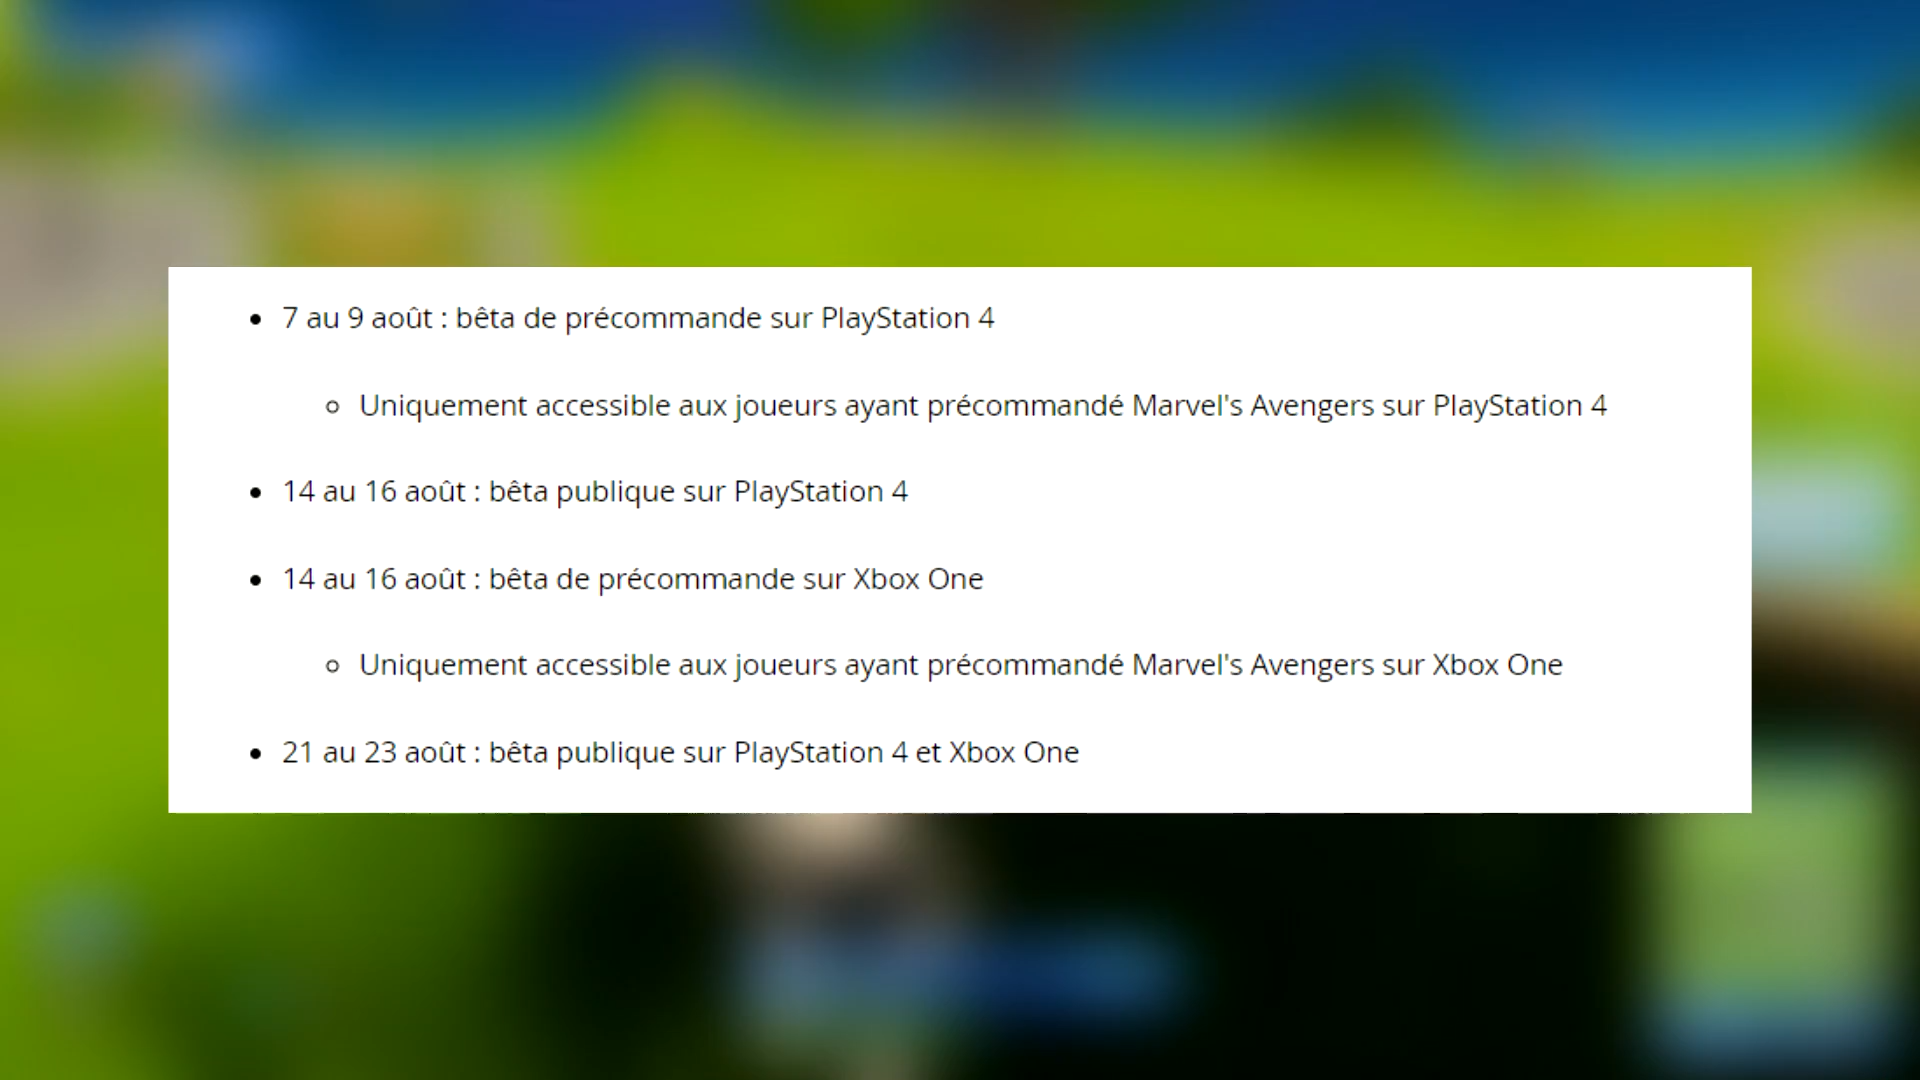 7 au 9 août : bêta de précommande sur PlayStation 4
Uniquement accessible aux joueurs ayant précommandé Marvel's Avengers sur PlayStation 4
14 au 16 août : bêta publique sur PlayStation 4
14 au 16 août : bêta de précommande sur Xbox One
Uniquement accessible aux joueurs ayant précommandé Marvel's Avengers sur Xbox One
21 au 23 août : bêta publique sur PlayStation 4 et Xbox One